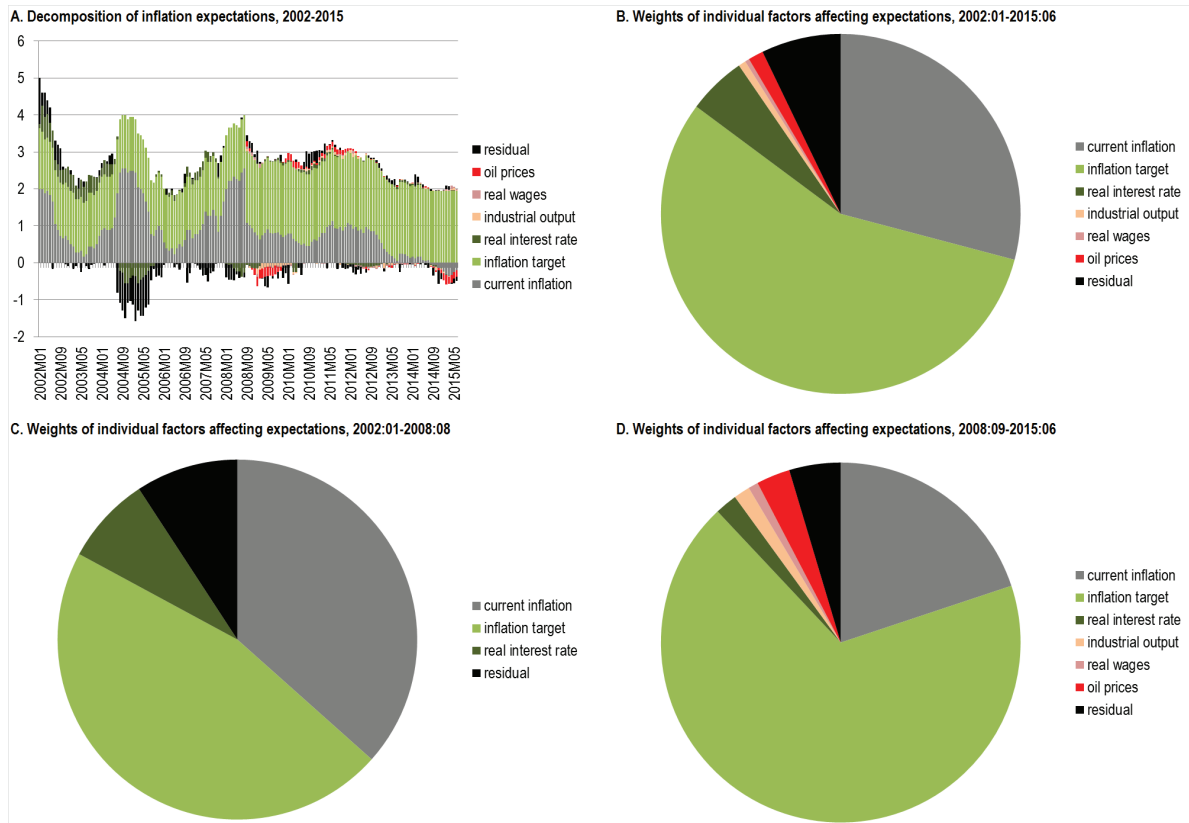 A. Decomposition of inflation expectations, 2002-2015
6
5
4
3
2
1
0
-1
-2
2002M01
2002M09
2003M05
2004M01
2004M09
2005M05
2006M01
2006M09
2007M05
2008M01
2008M09
2009M05
2010M01
2010M09
2011M05
2012M01
2012M09
2013M05
2014M01
2014M09
2015M05
residual
oil prices
real wages
industrial output
real interest rate
inflation target
current inflation
B. Weights of individual factors affecting expectations, 2002:01-2015:06
current inflation
inflation target
real interest rate
industrial output
real wages
oil prices
residual
C. Weights of individual factors affecting expectations, 2002:01-2008:08
current inflation
inflation target
real interest rate
residual
D. Weights of individual factors affecting expectations, 2008:09-2015:06
current inflation
inflation target
real interest rate
industrial output
real wages
oil prices
residual